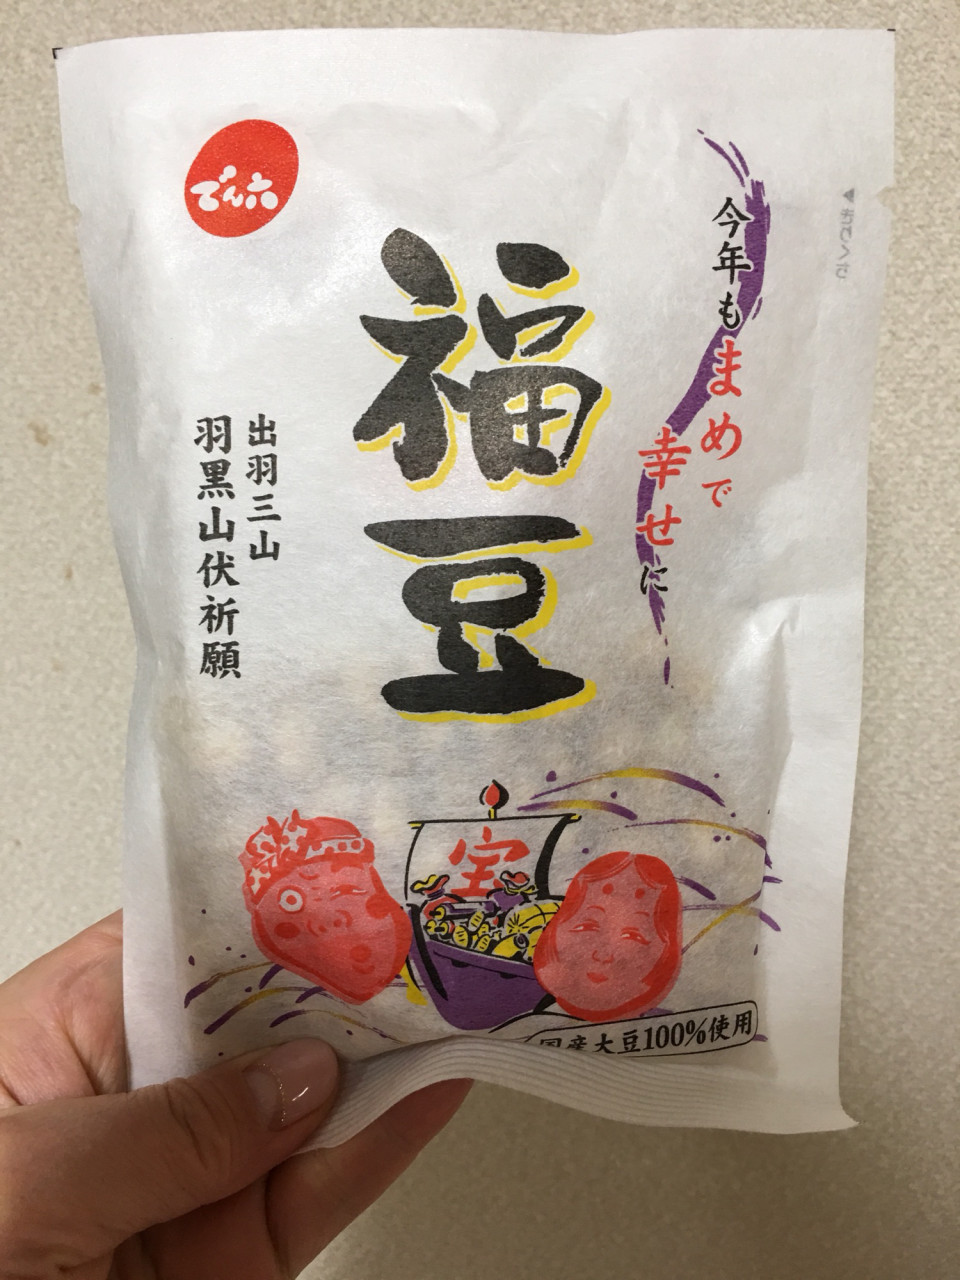 でん六
今年もまめで
幸せに
福豆
出羽三山
羽黒山伏祈願
宝
国産大豆100%使用